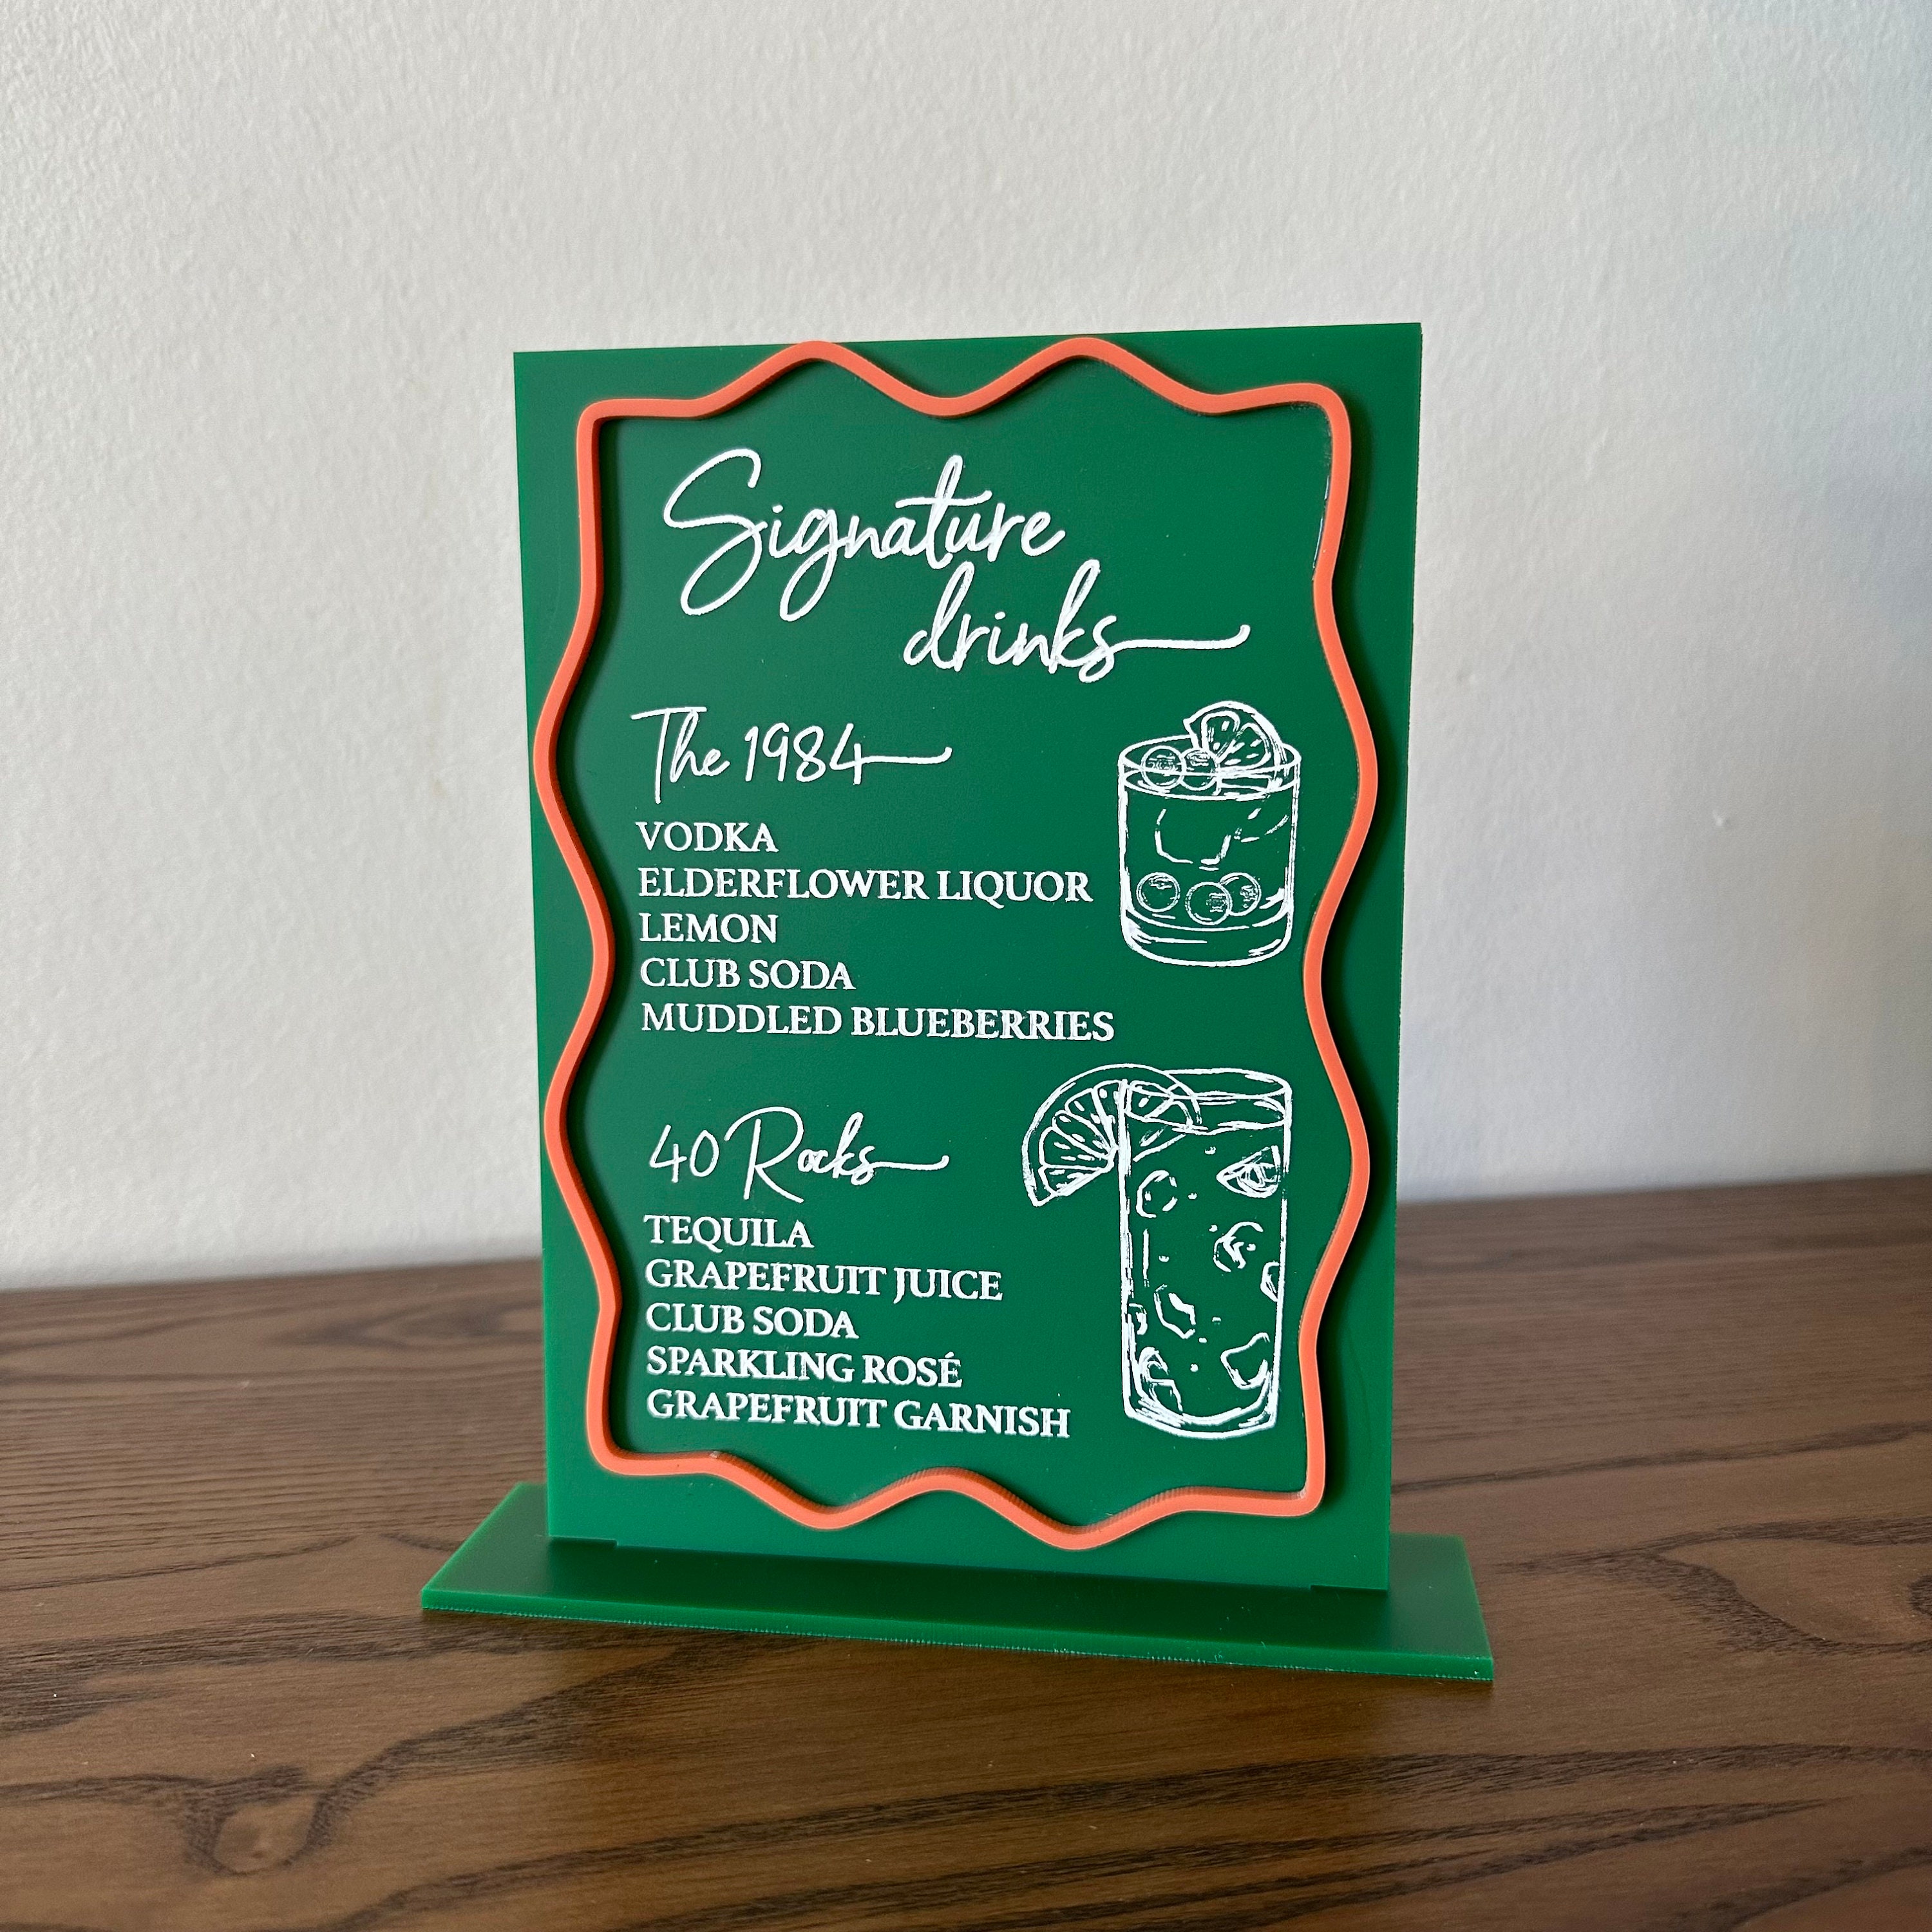 Signature
drinks
The 1984
VODKA
ELDERFLOWER LIQUOR
LEMON
CLUB SODA
MUDDLED BLUEBERRIES
40 Rocks
TEQUILA
GRAPEFRUIT JUICE
CLUB SODA
SPARKLING ROSÉ
GRAPEFRUIT GARNISH